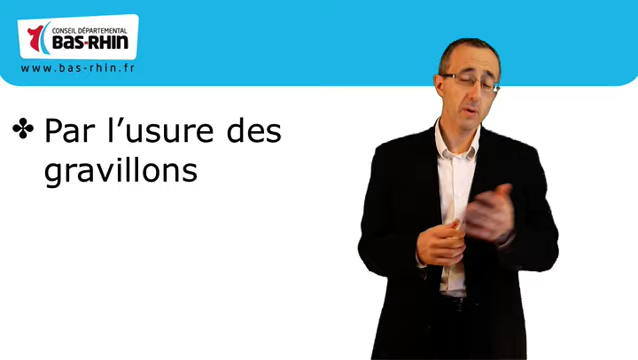 CONSEIL DÉPARTEMENTAL
BAS-RHIN
www.bas-rhin.fr
Par l'usure des
gravillons